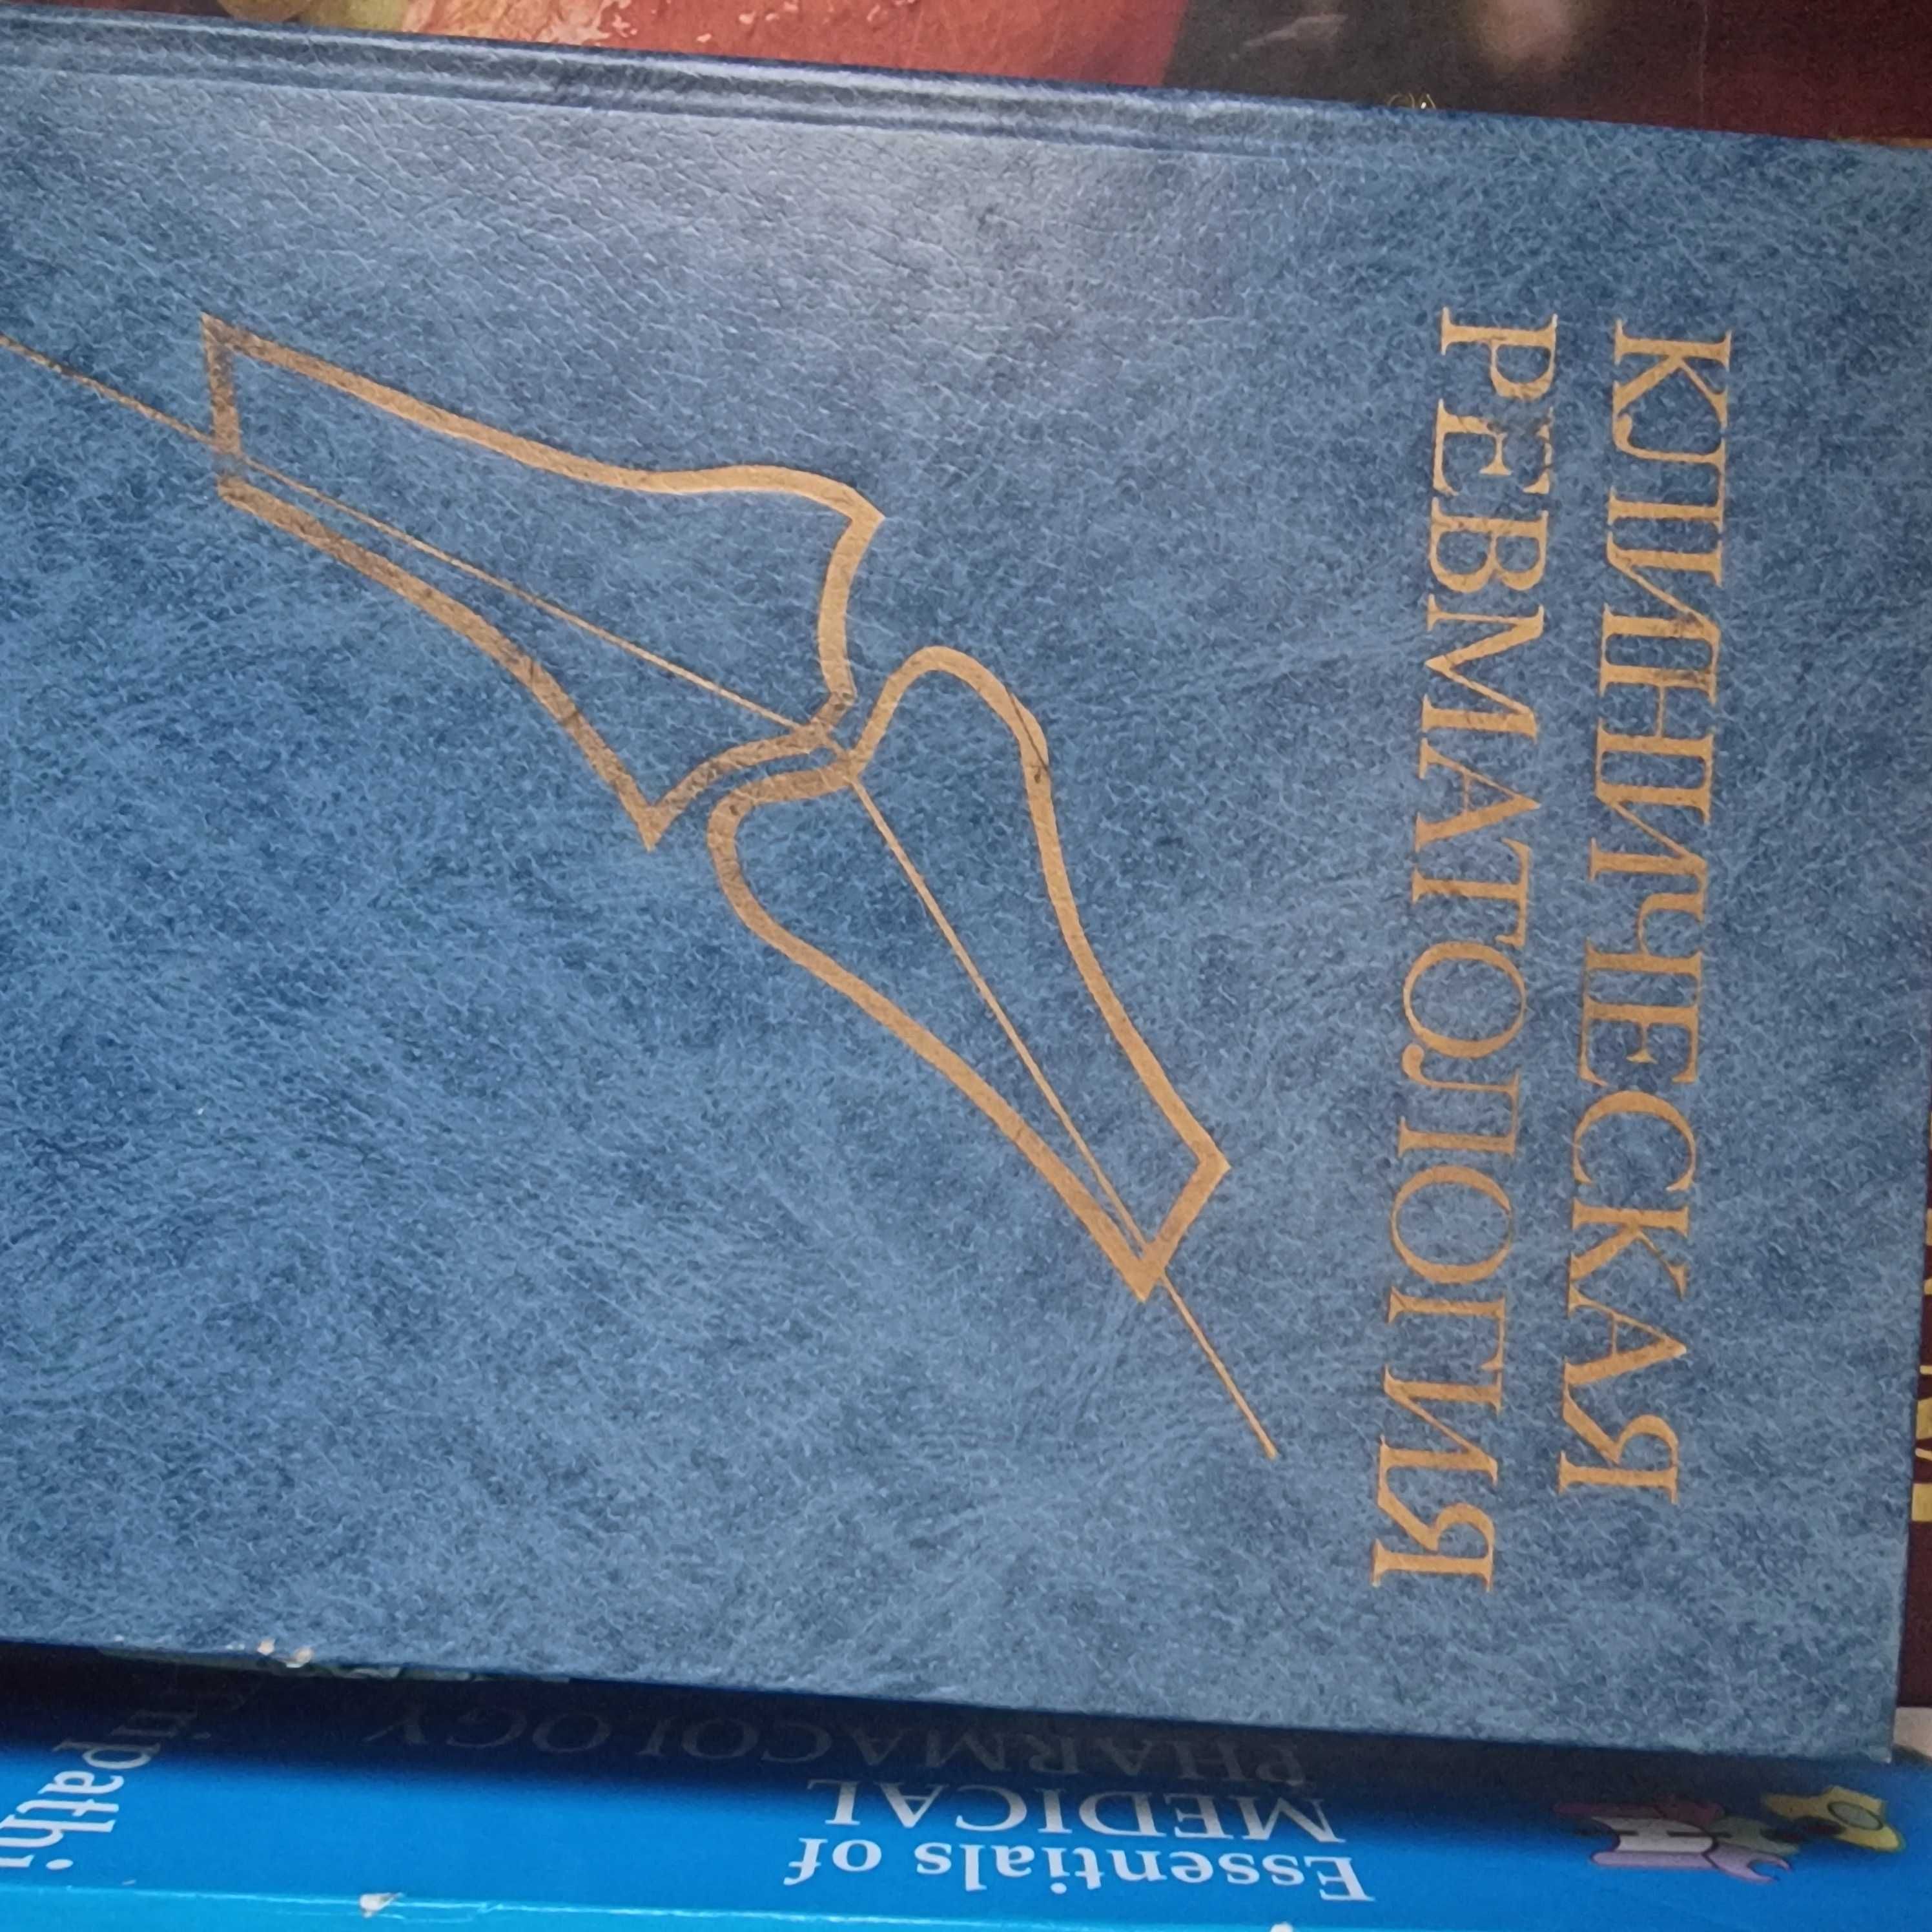 КЛИНИЧЕСКАЯ
РЕВМАТОЛОГИЯ
Essentials of
MEDICAL
PHARMACOLOGY